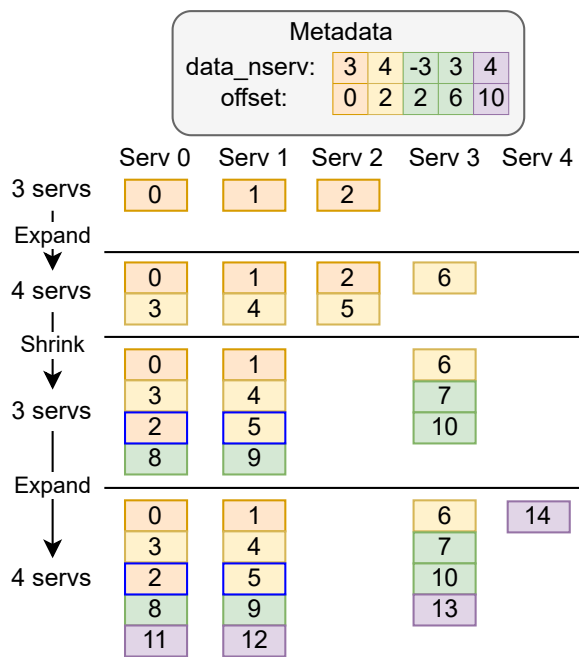 Metadata
data_nserv: 3 4 -3 3 4
offset: 0 2 2 6 10
Serv 0 Serv 1 Serv 2 Serv 3 Serv 4
3 servs 0 1 2
Expand
0 1 2 6
4 servs
3 4 5
Shrink
0 1 6
3 4 7
3 servs
2 5 10
8 9
Expand
0 1 6 14
3 4 7
4 servs 2 5 10
8 9 13
11 12